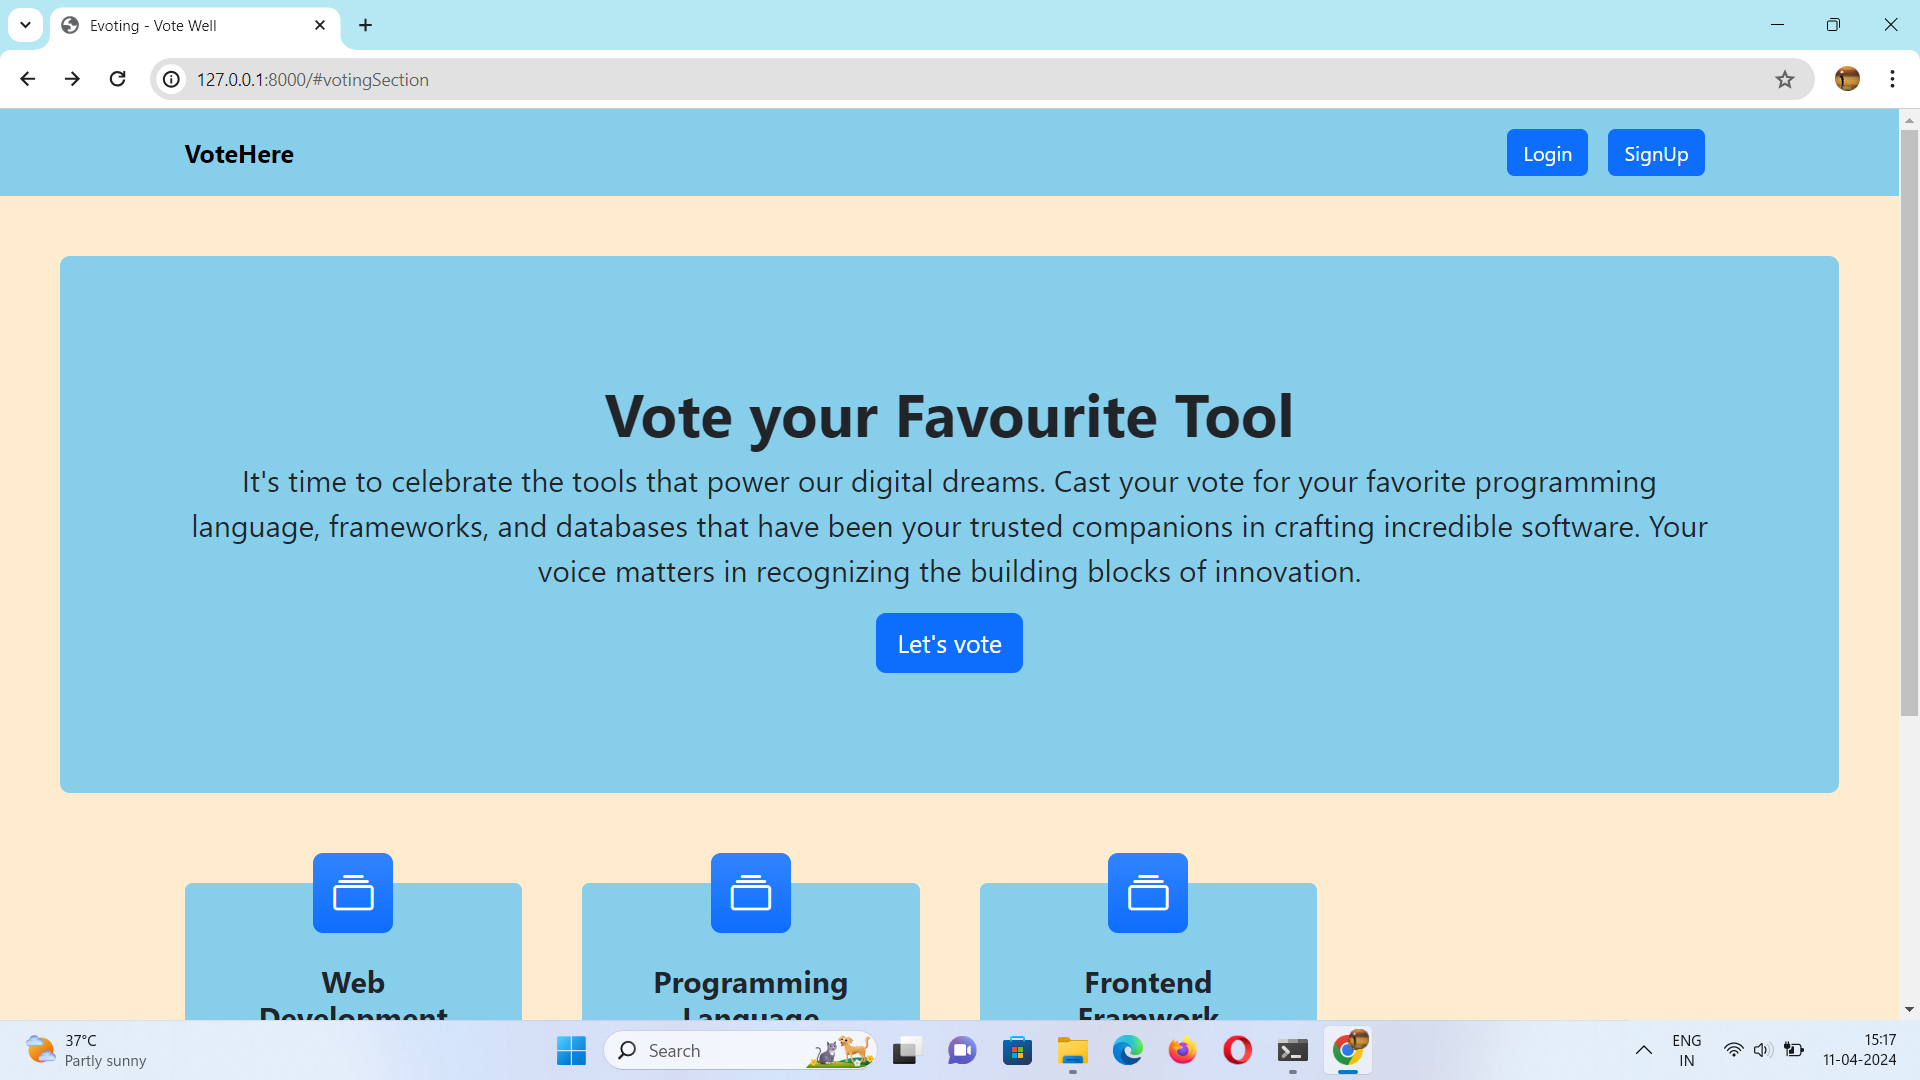 Evoting - Vote Well
127.0.0.1:8000/#votingSection
VoteHere
Login
SignUp
Vote your Favourite Tool
It's time to celebrate the tools that power our digital dreams. Cast your vote for your favorite programming
language, frameworks, and databases that have been your trusted companions in crafting incredible software. Your
voice matters in recognizing the building blocks of innovation.
Let's vote
Web
Development
Programming
Language
Frontend
Framwork
37°C
Partly sunny
Search
ENG
IN
15:17
11-04-2024